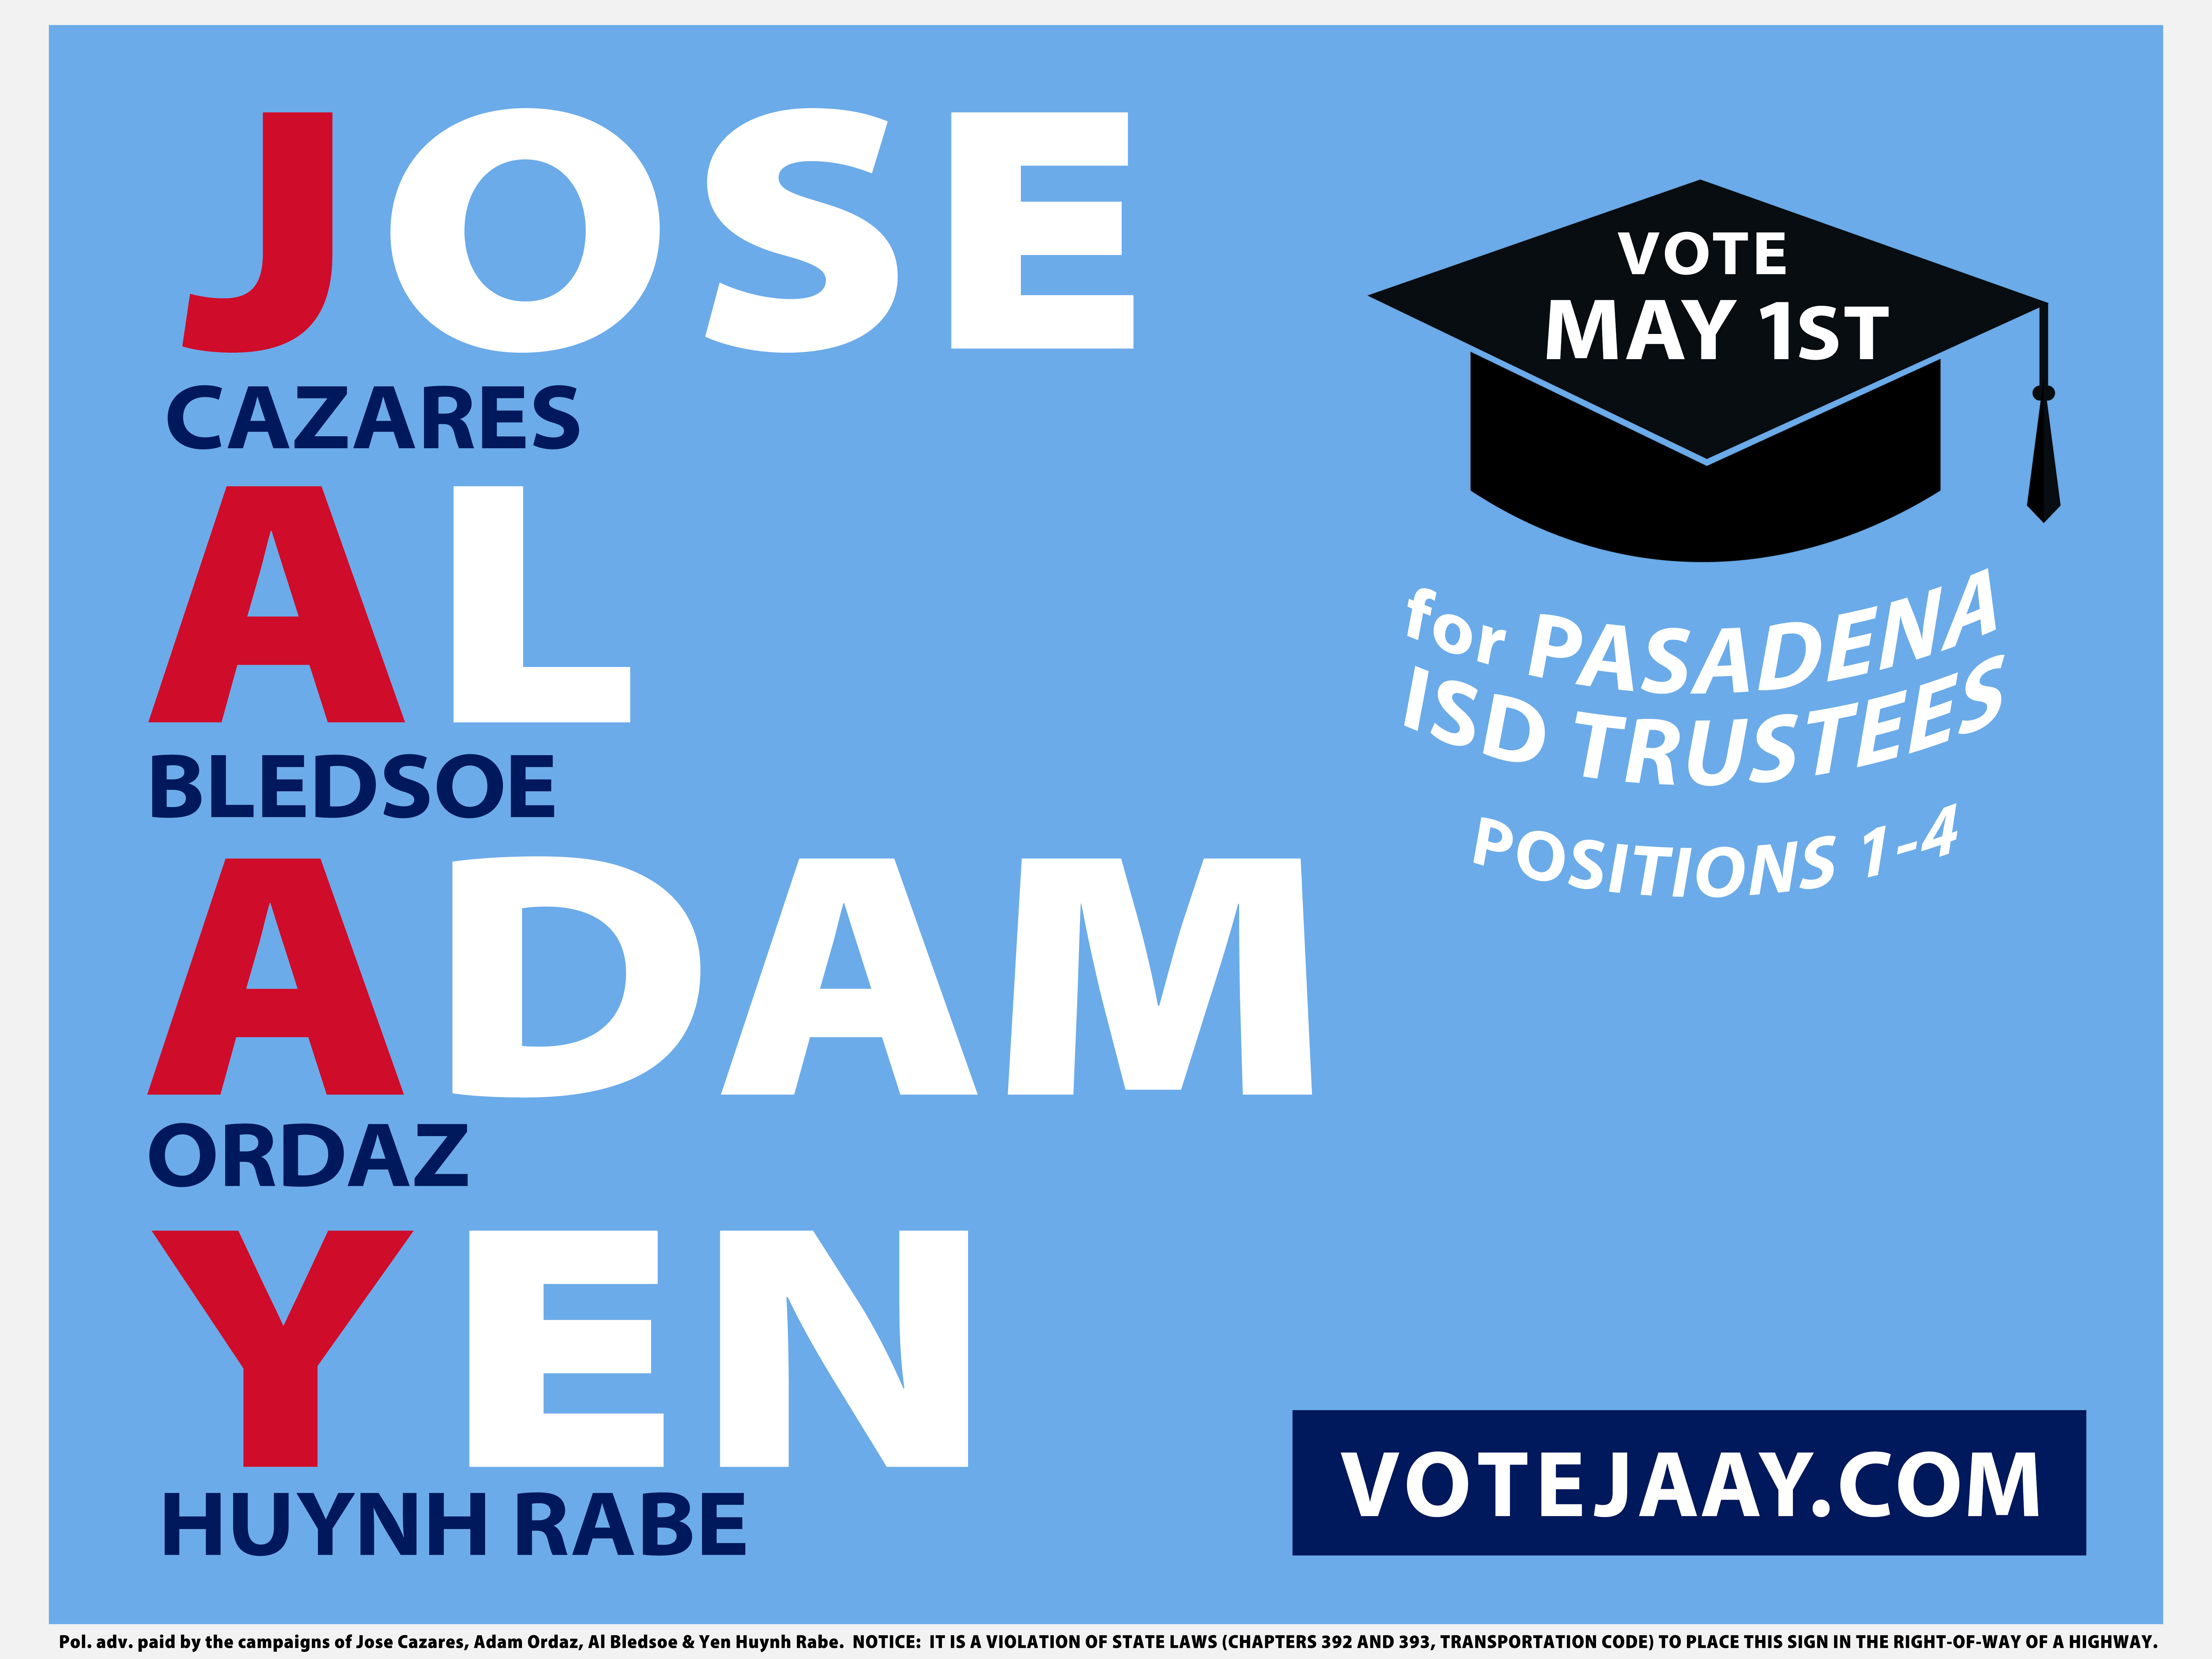 JOSE
CAZARES
AL
BLEDSOE
ADAM
ORDAZ
YEN
HUYNH RABE
VOTE
MAY 1ST
for PASADENA
ISD TRUSTEES
POSITIONS 1-4
VOTEJAAY.COM
Pol. adv. paid by the campaigns of Jose Cazares, Adam Ordaz, Al Bledsoe & Yen Huynh Rabe. NOTICE: IT IS A VIOLATION OF STATE LAWS (CHAPTERS 392 AND 393, TRANSPORTATION CODE) TO PLACE THIS SIGN IN THE RIGHT-OF-WAY OF A HIGHWAY.